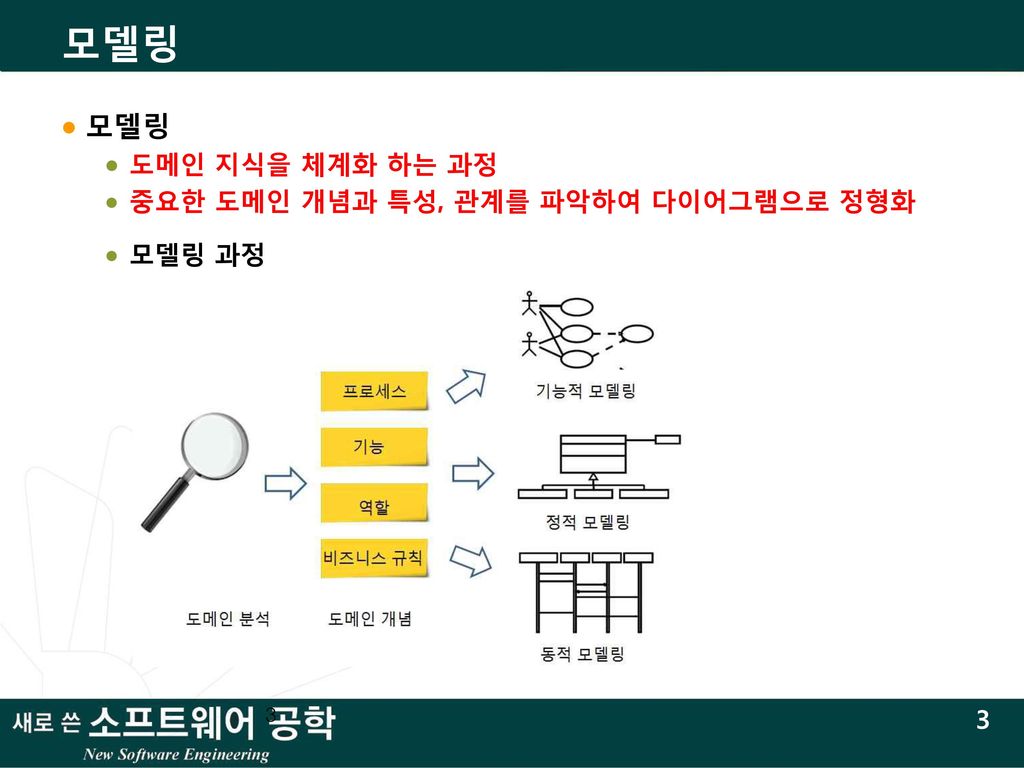 모델링
모델링
도메인 지식을 체계화 하는 과정
중요한 도메인 개념과 특성, 관계를 파악하여 다이어그램으로 정형화
모델링 과정
프로세스
기능적 모델링
기능
역할
정적 모델링
비즈니스 규칙
도메인 분석
도메인 개념
동적 모델링
3
새로 쓴 소프트웨어 공학
New Software Engineering
3